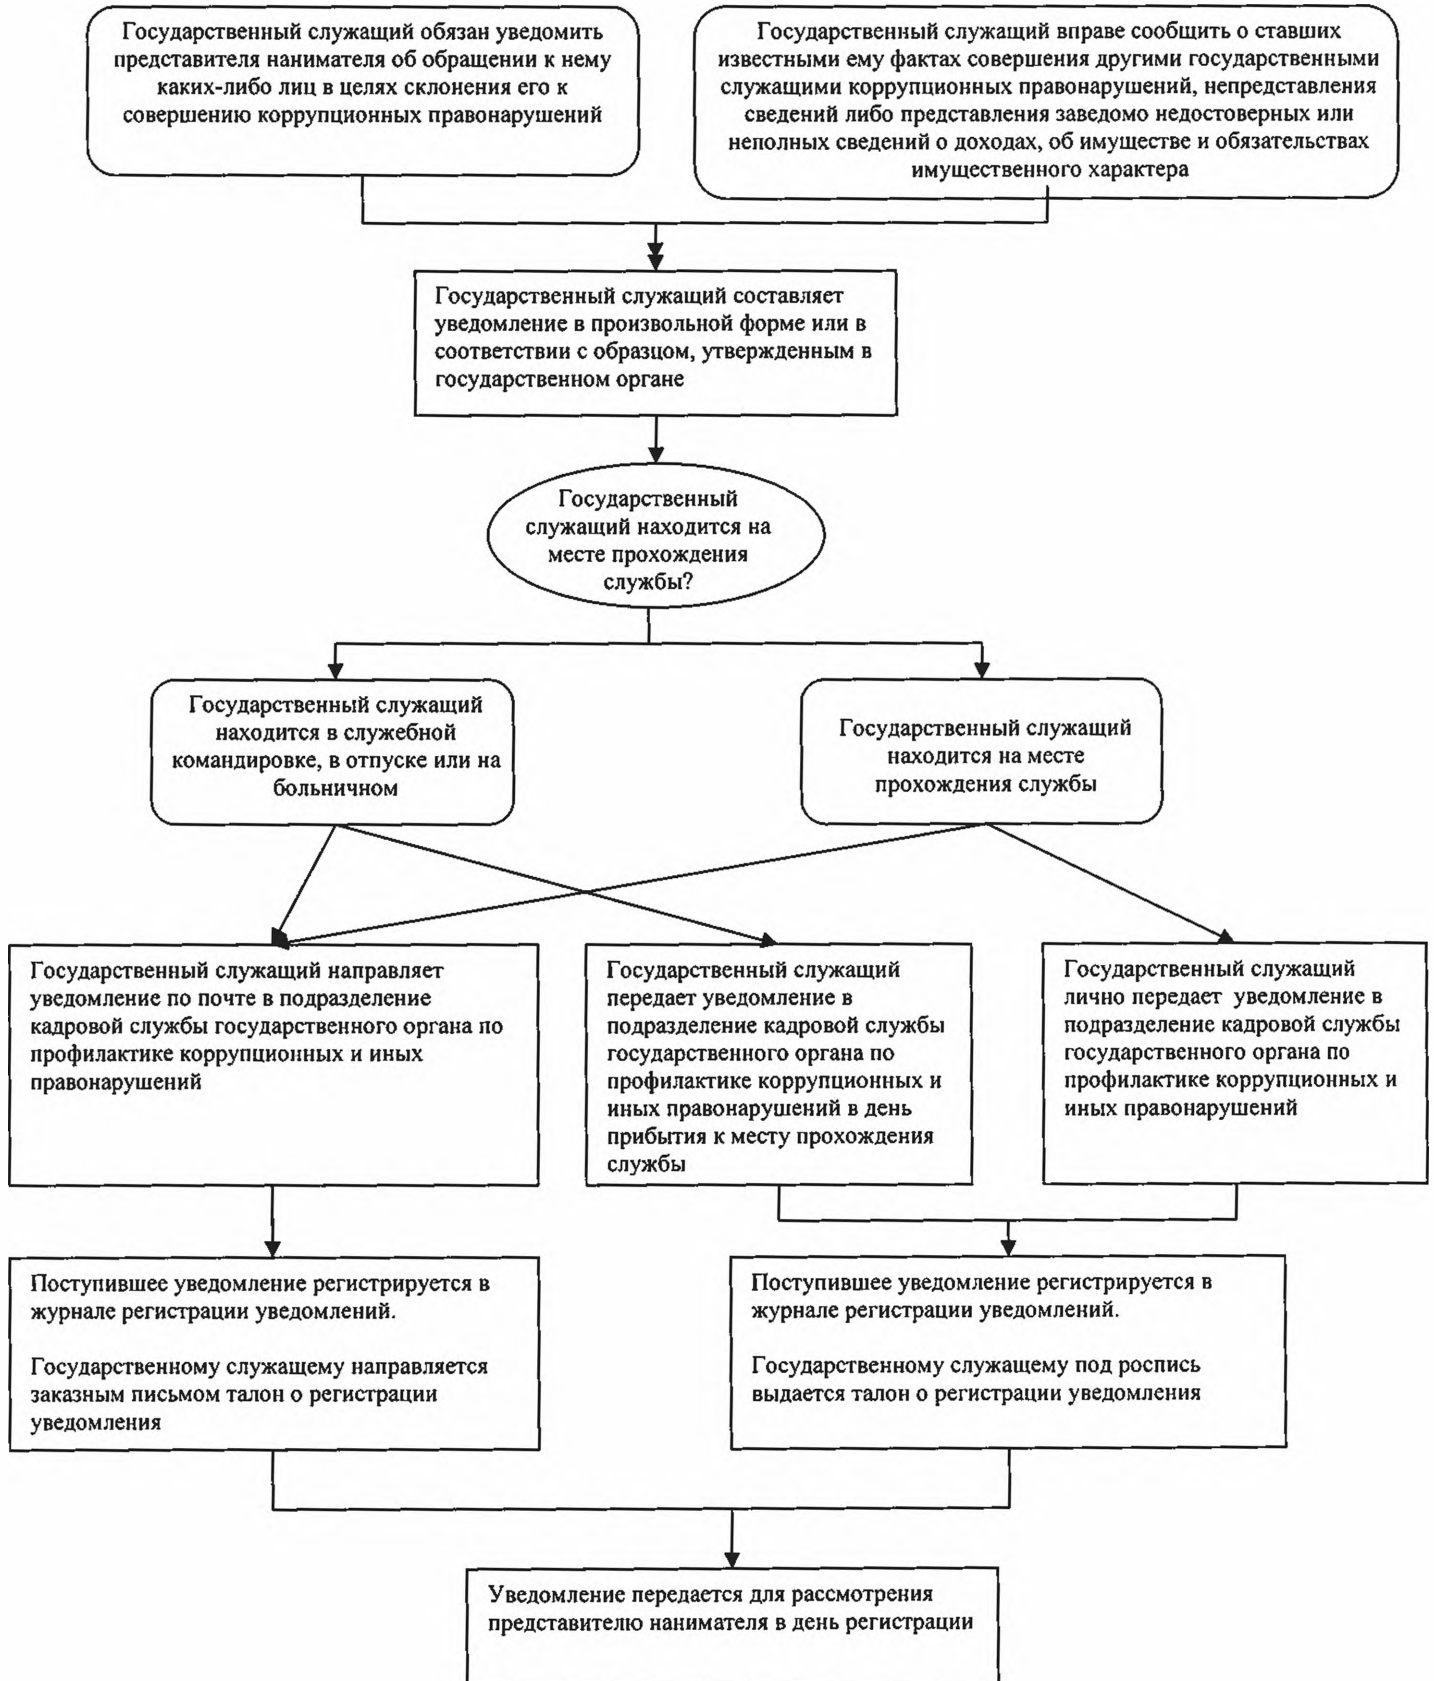 Государственный служащий обязан уведомить
представителя нанимателя об обращении к нему
каких-либо лиц в целях склонения его к
совершению коррупционных правонарушений
Государственный служащий вправе сообщить о ставших
известными ему фактах совершения другими государственными
служащими коррупционных правонарушений, непредставления
сведений либо представления заведомо недостоверных или
неполных сведений о доходах, об имуществе и обязательствах
имущественного характера
Государственный служащий составляет
уведомление в произвольной форме или в
соответствии с образцом, утвержденным в
государственном органе
Государственный
служащий находится на
месте прохождения
службы?
Государственный служащий
находится в служебной
командировке, в отпуске или на
больничном
Государственный служащий
находится на месте
прохождения службы
Государственный служащий направляет
уведомление по почте в подразделение
кадровой службы государственного органа по
профилактике коррупционных и иных
правонарушений
Государственный служащий
передает уведомление в
подразделение кадровой службы
государственного органа по
профилактике коррупционных и
иных правонарушений в день
прибытия к месту прохождения
службы
Государственный служащий
лично передает уведомление в
подразделение кадровой службы
государственного органа по
профилактике коррупционных и
иных правонарушений
Поступившее уведомление регистрируется в
журнале регистрации уведомлений.
Государственному служащему направляется
заказным письмом талон о регистрации
уведомления
Поступившее уведомление регистрируется в
журнале регистрации уведомлений.
Государственному служащему под роспись
выдается талон о регистрации уведомления
Уведомление передается для рассмотрения
представителю нанимателя в день регистрации